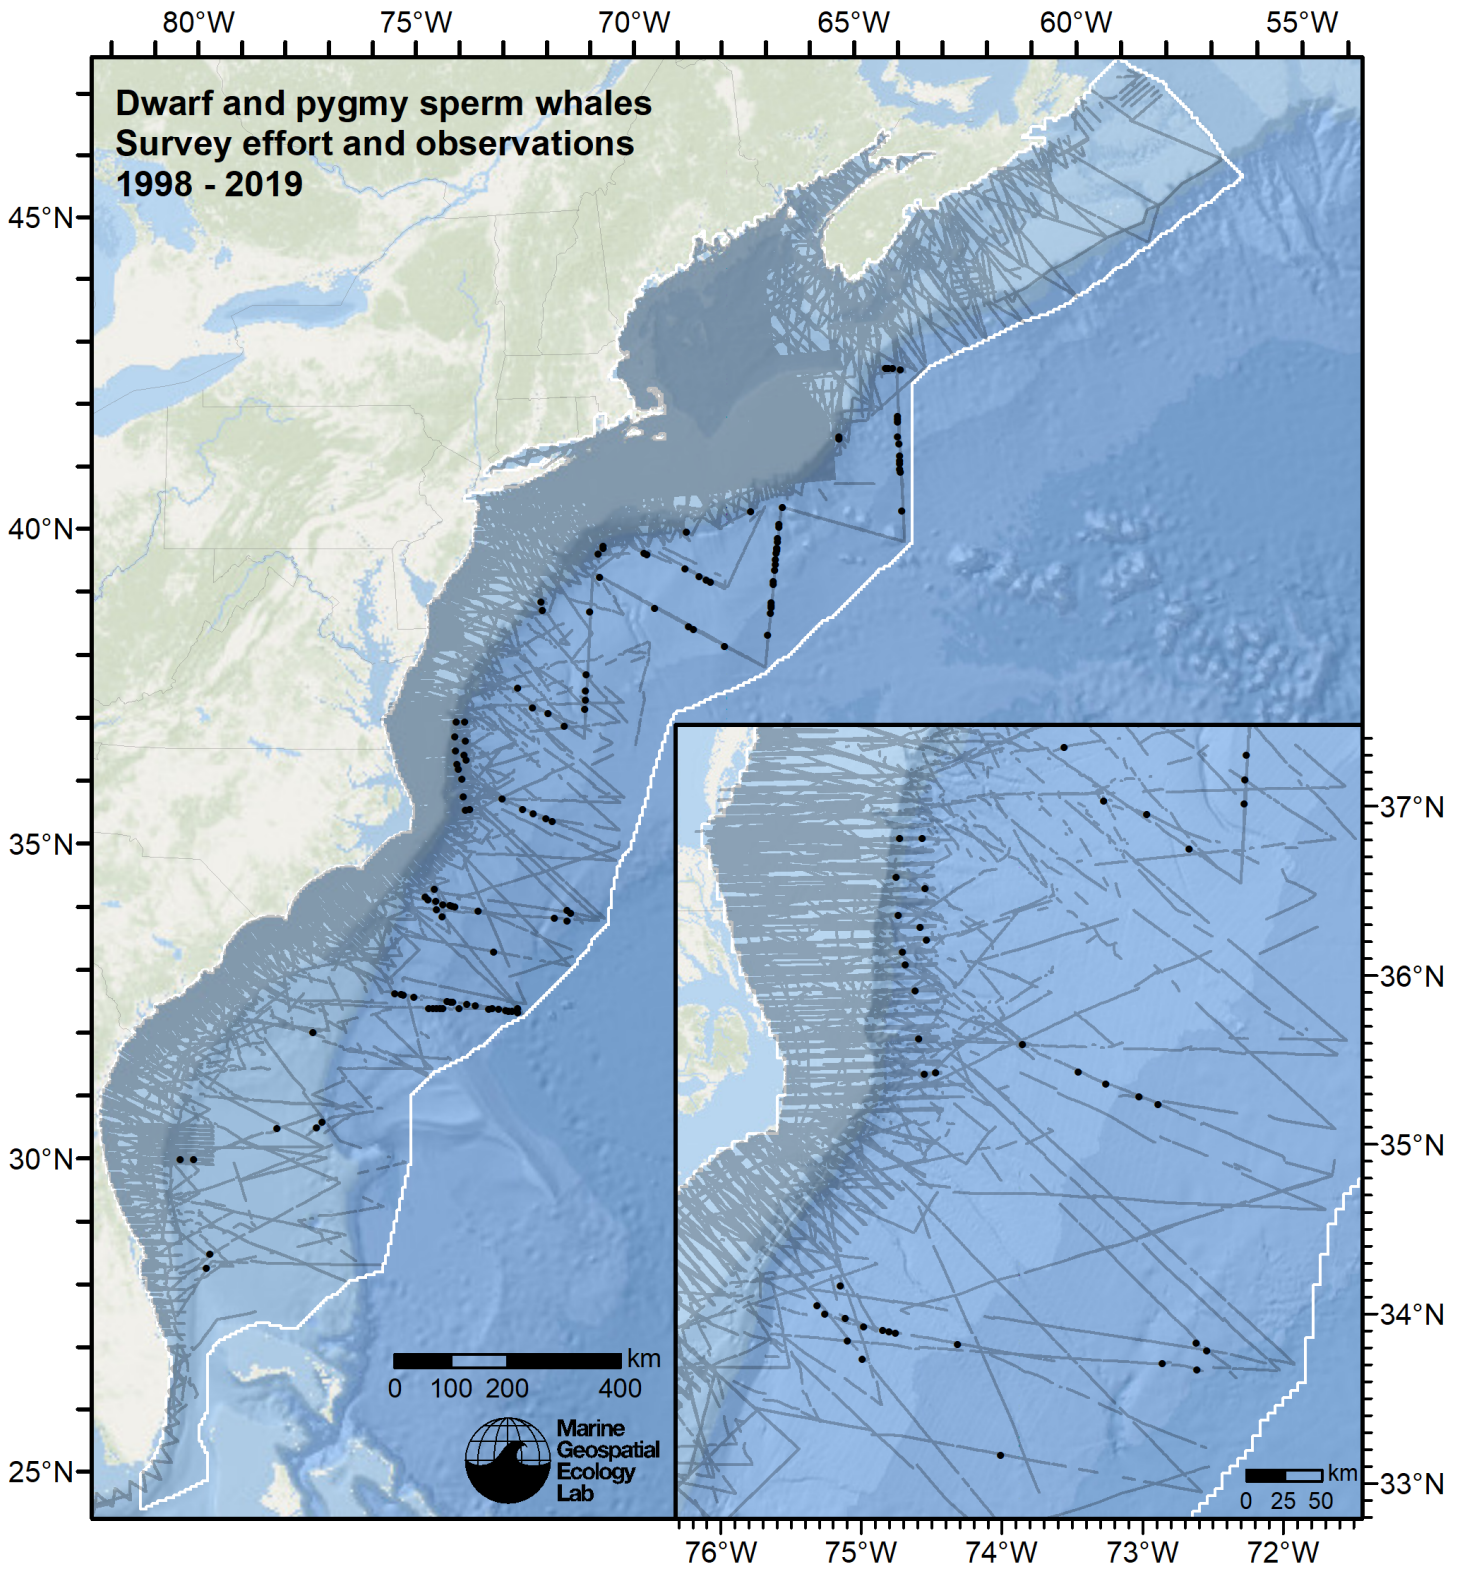 80°W 75°W 70°W 65°W 60°W 55°W
Dwarf and pygmy sperm whales
Survey effort and observations
1998 - 2019
45°N
40°N
35°N
30°N
25°N
km
0 100 200 400
Marine
Geospatial
Ecology
Lab
37°N
36°N
35°N
34°N
33°N
km
0 25 50
76°W 75°W 74°W 73°W 72°W